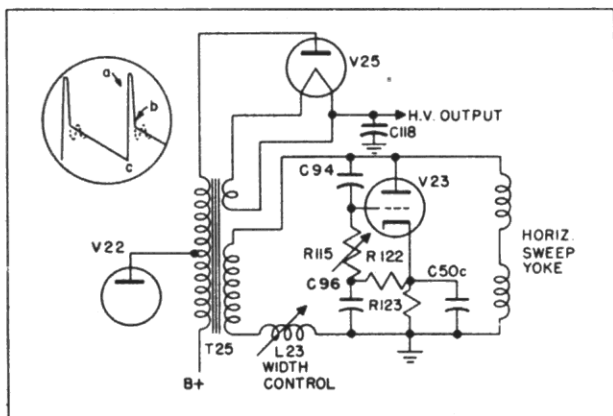 V25
a
b
c
H.V. OUTPUT
C118
C94
V23
V22
R115
R122
C96
C50c
R123
HORIZ.
SWEEP
YOKE
T25
L23
WIDTH
CONTROL
B+